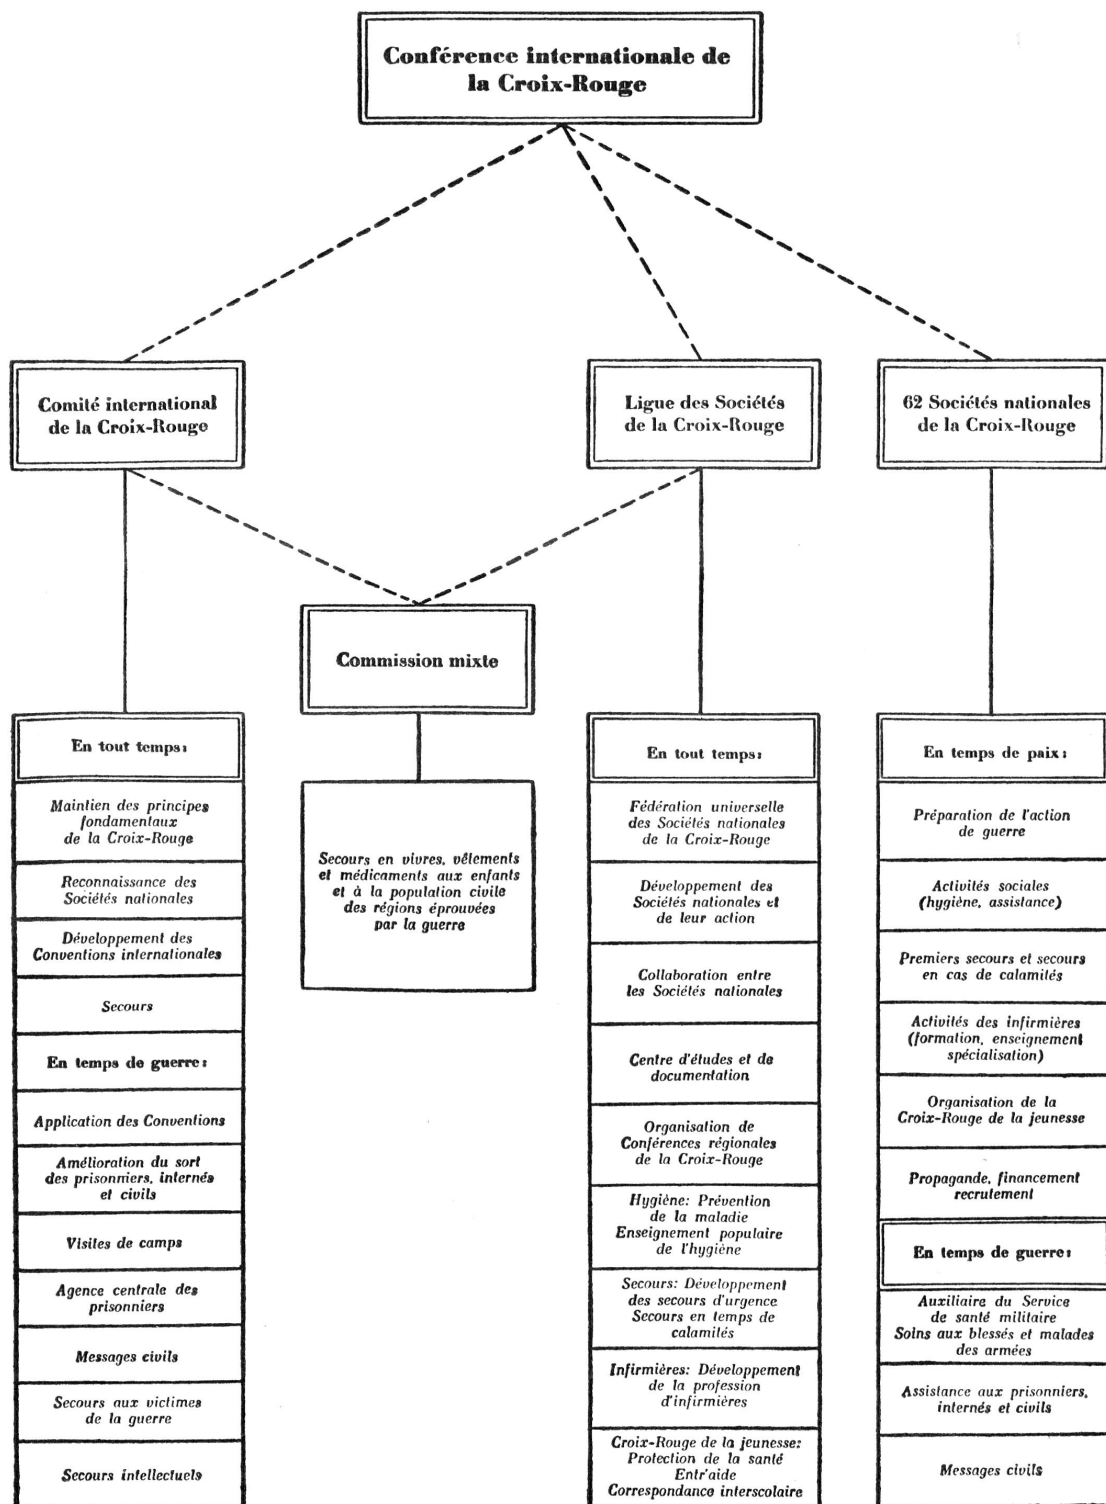 Conférence internationale de
la Croix-Rouge
Comité international
de la Croix-Rouge
Ligue des Sociétés
de la Croix-Rouge
62 Sociétés nationales
de la Croix-Rouge
Commission mixte
Secours en vivres, vêtements
et médicaments aux enfants
et à la population civile
des régions éprouvées
par la guerre
En tout temps:
Maintien des principes
fondamentaux
de la Croix-Rouge
Reconnaissance des
Sociétés nationales
Développement des
Conventions internationales
Secours
En temps de guerre:
Application des Conventions
Amélioration du sort
des prisonniers, internés
et civils
Visites de camps
Agence centrale des
prisonniers
Messages civils
Secours aux victimes
de la guerre
Secours intellectuels
En tout temps:
Fédération universelle
des Sociétés nationales
de la Croix-Rouge
Développement des
Sociétés nationales et
de leur action
Collaboration entre
les Sociétés nationales
Centre d'études et de
documentation
Organisation de
Conférences régionales
de la Croix-Rouge
Hygiène: Prévention
de la maladie
Enseignement populaire
de l'hygiène
Secours: Développement
des secours d'urgence
Secours en temps de
calamités
Infirmières: Développement
de la profession
d'infirmières
Croix-Rouge de la jeunesse:
Protection de la santé
Entr'aide
Correspondance interscolaire
En temps de paix:
Préparation de l'action
de guerre
Activités sociales
(hygiène, assistance)
Premiers secours et secours
en cas de calamités
Activités des infirmières
(formation, enseignement
spécialisation)
Organisation de la
Croix-Rouge de la jeunesse
Propagande, financement
recrutement
En temps de guerre:
Auxiliaire du Service
de santé militaire
Soins aux blessés et malades
des armées
Assistance aux prisonniers,
internés et civils
Messages civils